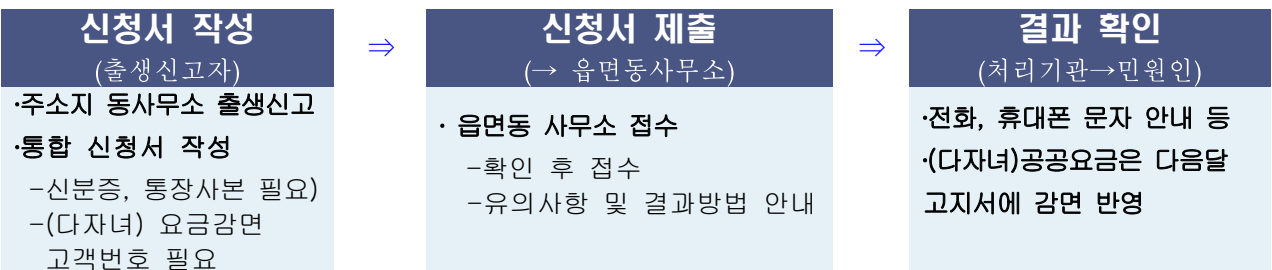 신청서 작성
(출생신고자)
·주소지 동사무소 출생신고
·통합 신청서 작성
-신분증, 통장사본 필요)
-(다자녀) 요금감면
고객번호 필요
⇒
신청서 제출
(→ 읍면동사무소)
· 읍면동 사무소 접수
-확인 후 접수
-유의사항 및 결과방법 안내
⇒
결과 확인
(처리기관→민원인)
·전화, 휴대폰 문자 안내 등
·(다자녀)공공요금은 다음달
고지서에 감면 반영